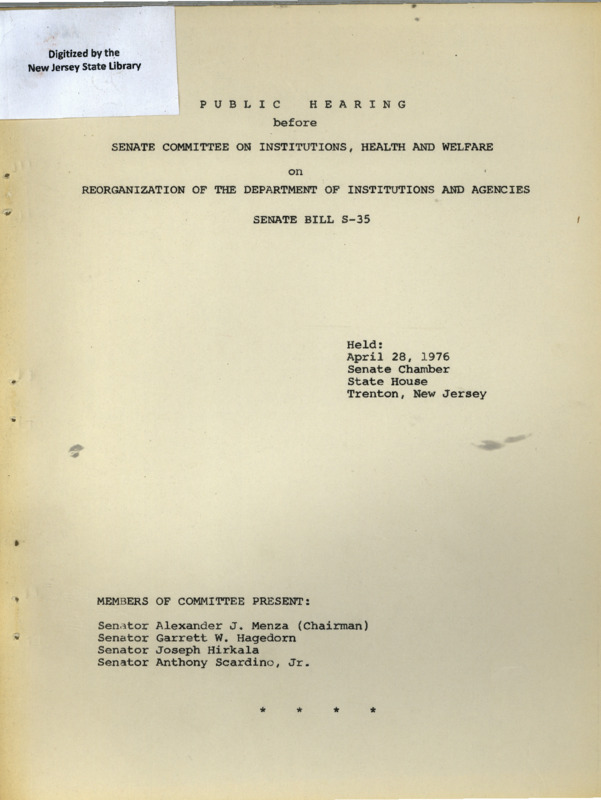 Digitized by the
New Jersey State Library
PUBLIC HEARING
before
SENATE COMMITTEE ON INSTITUTIONS, HEALTH AND WELFARE
on
REORGANIZATION OF THE DEPARTMENT OF INSTITUTIONS AND AGENCIES
SENATE BILL S-35
Held:
April 28, 1976
Senate Chamber
State House
Trenton, New Jersey
MEMBERS OF COMMITTEE PRESENT:
Senator Alexander J. Menza (Chairman)
Senator Garrett W. Hagedorn
Senator Joseph Hirkala
Senator Anthony Scardino, Jr.
* * * *